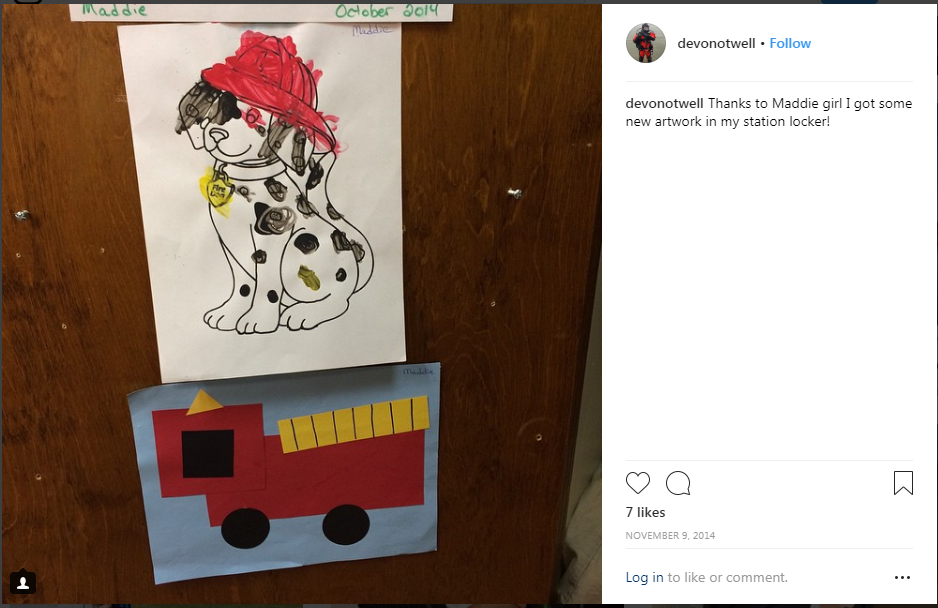 Maddie October 2014
Maddie
Fire
Dog
Maddie
devonotwell • Follow
devonotwell Thanks to Maddie girl I got some
new artwork in my station locker!
7 likes
NOVEMBER 9, 2014
Log in to like or comment.